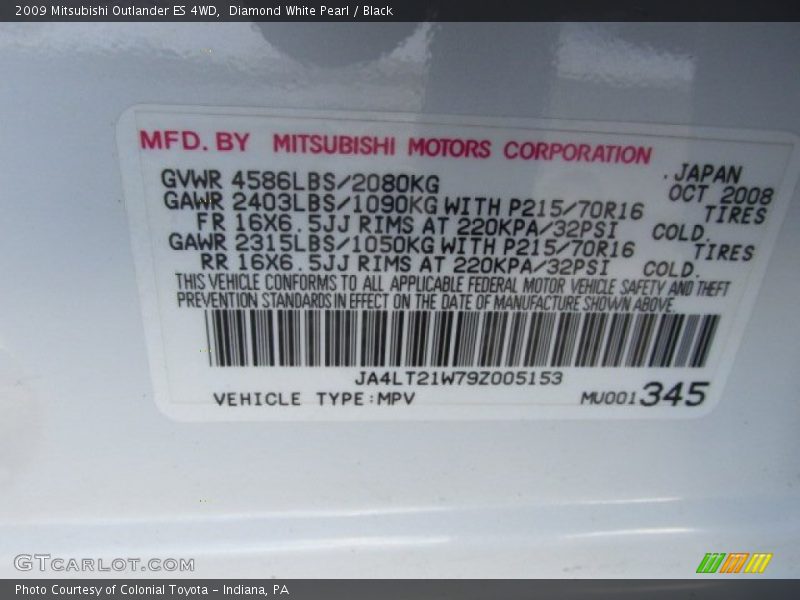 2009 Mitsubishi Outlander ES 4WD,  Diamond White Pearl / Black
MFD. BY MITSUBISHI MOTORS CORPORATION
. JAPAN
GVWR 4586LBS/2080KG OCT 2008
GAWR 2403LBS/1090KG WITH P215/70R16 TIRES
FR 16X6.5JJ RIMS AT 220KPA/32PSI COLD.
GAWR 2315LBS/1050KG WITH P215/70R16 TIRES
RR 16X6.5JJ RIMS AT 220KPA/32PSI COLD.
THIS VEHICLE CONFORMS TO ALL APPLICABLE FEDERAL MOTOR VEHICLE SAFETY AND THEFT
PREVENTION STANDARDS IN EFFECT ON THE DATE OF MANUFACTURE SHOWN ABOVE.
JA4LT21W79Z005153
VEHICLE TYPE:MPV MU001345
GTCARLOT.COM
Photo Courtesy of Colonial Toyota - Indiana, PA